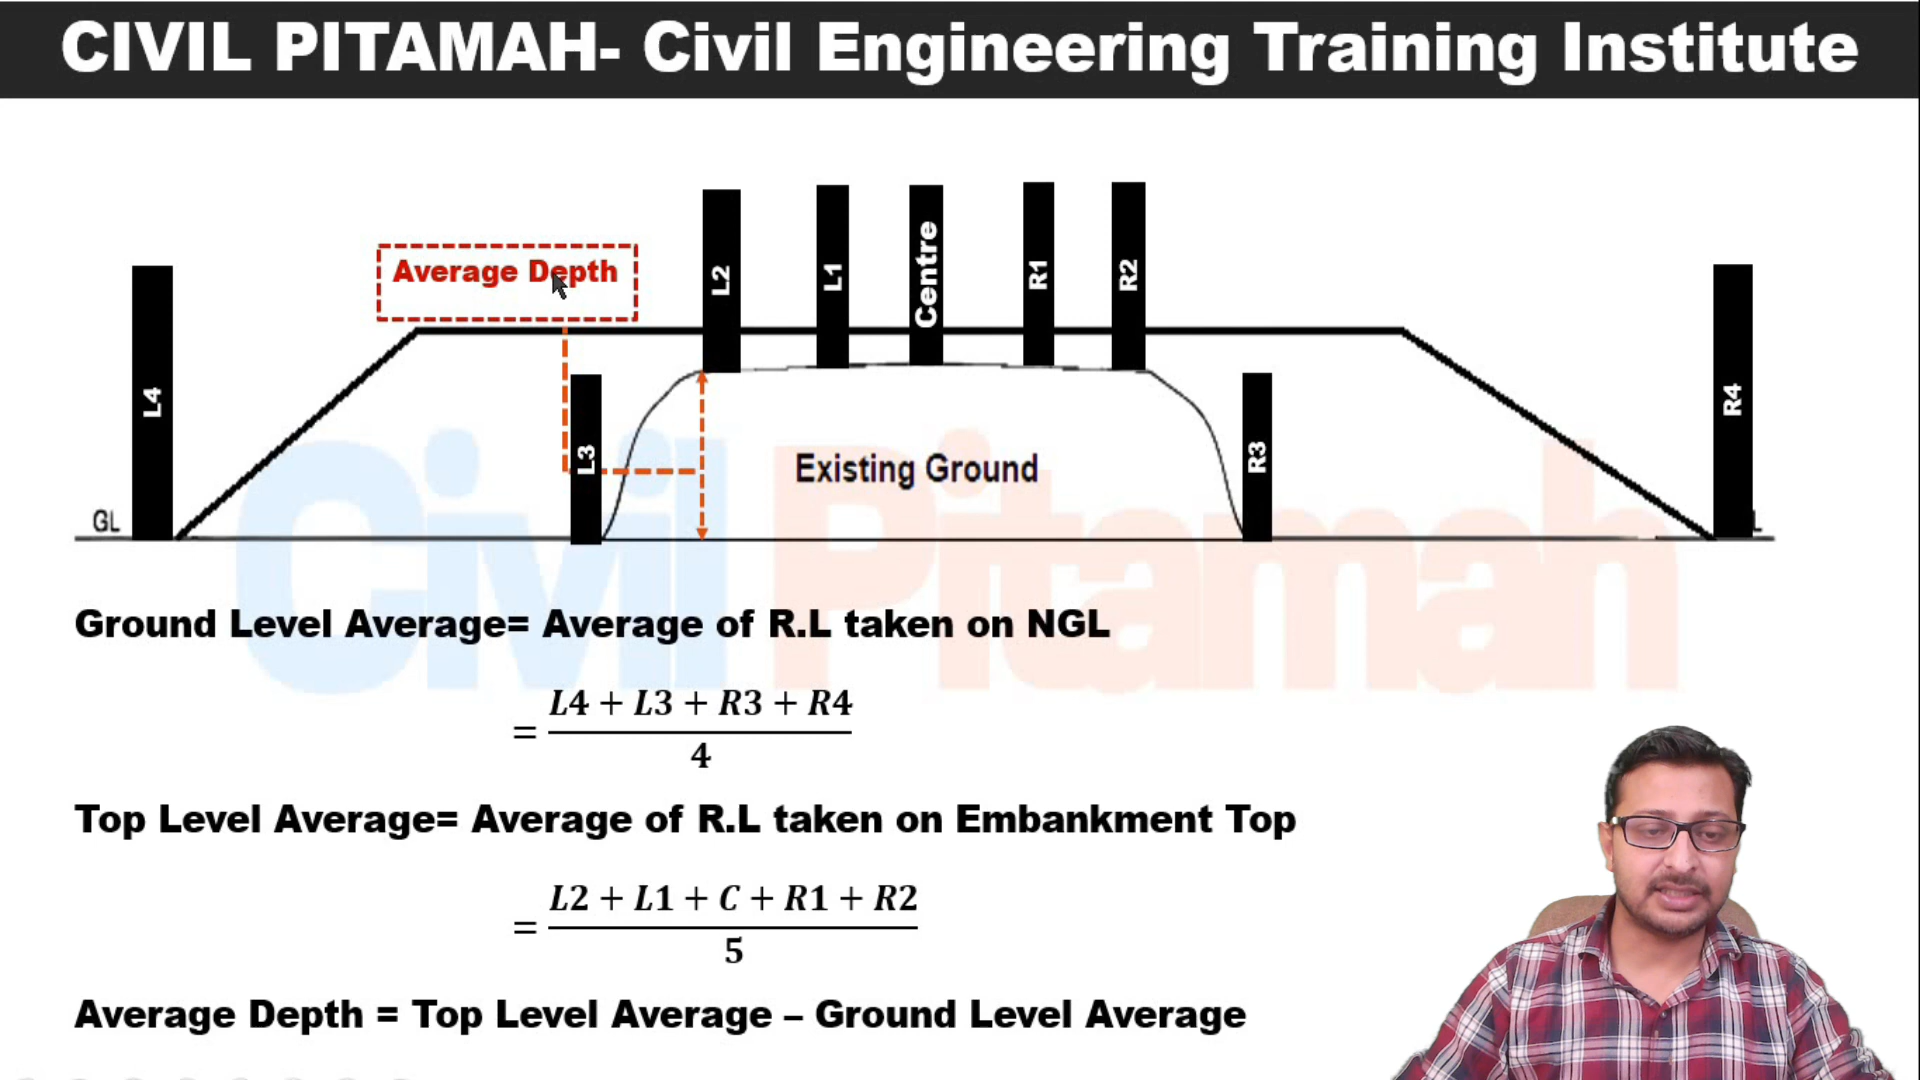 CIVIL PITAMAH- Civil Engineering Training Institute
Average Depth
L4
L3
L2
L1
Centre
R1
R2
R3
R4
GL
L
Existing Ground
Civil Pitamah
Ground Level Average= Average of R.L taken on NGL
= L4 + L3 + R3 + R4
4
Top Level Average= Average of R.L taken on Embankment Top
= L2 + L1 + C + R1 + R2
5
Average Depth = Top Level Average – Ground Level Average